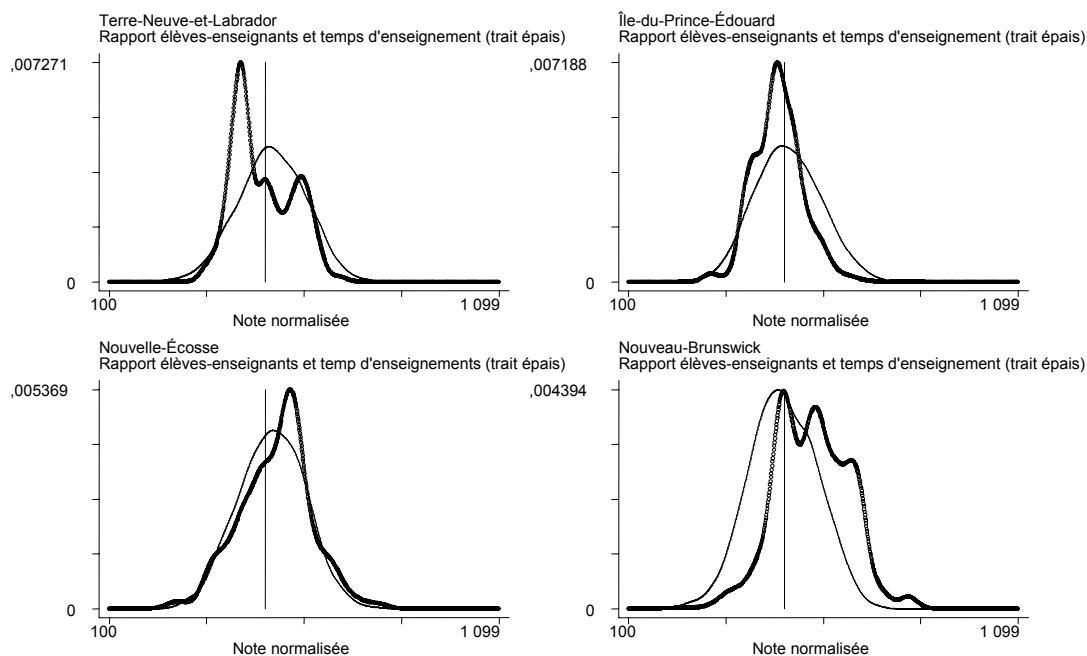 Terre-Neuve-et-Labrador
Rapport élèves-enseignants et temps d'enseignement (trait épais)
,007271
0
100
1 099
Note normalisée
Île-du-Prince-Édouard
Rapport élèves-enseignants et temps d'enseignement (trait épais)
,007188
0
100
1 099
Note normalisée
Nouvelle-Écosse
Rapport élèves-enseignants et temp d'enseignements (trait épais)
,005369
0
100
1 099
Note normalisée
Nouveau-Brunswick
Rapport élèves-enseignants et temps d'enseignement (trait épais)
,004394
0
100
1 099
Note normalisée